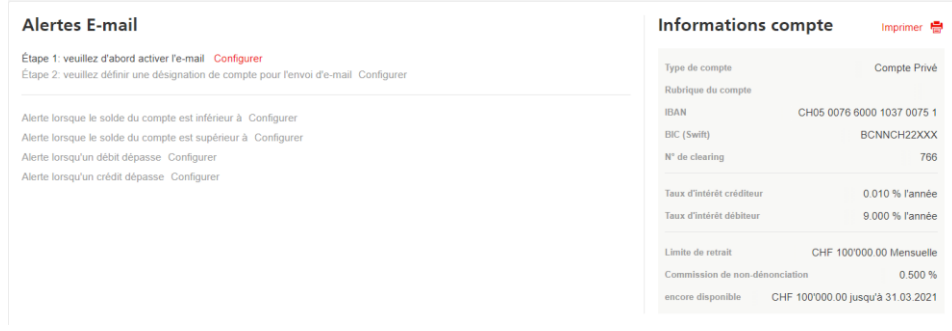 Alertes E-mail
Étape 1: veuillez d'abord activer l'e-mail Configurer
Étape 2: veuillez définir une désignation de compte pour l'envoi d'e-mail Configurer
Alerte lorsque le solde du compte est inférieur à Configurer
Alerte lorsque le solde du compte est supérieur à Configurer
Alerte lorsqu'un débit dépasse Configurer
Alerte lorsqu'un crédit dépasse Configurer
Informations compte Imprimer
Type de compte Compte Privé
Rubrique du compte
IBAN CH05 0076 6000 1037 0075 1
BIC (Swift) BCNNCH22XXX
N° de clearing 766
Taux d'intérêt créditeur 0.010 % l'année
Taux d'intérêt débiteur 9.000 % l'année
Limite de retrait CHF 100'000.00 Mensuelle
Commission de non-dénonciation 0.500 %
encore disponible CHF 100'000.00 jusqu'à 31.03.2021